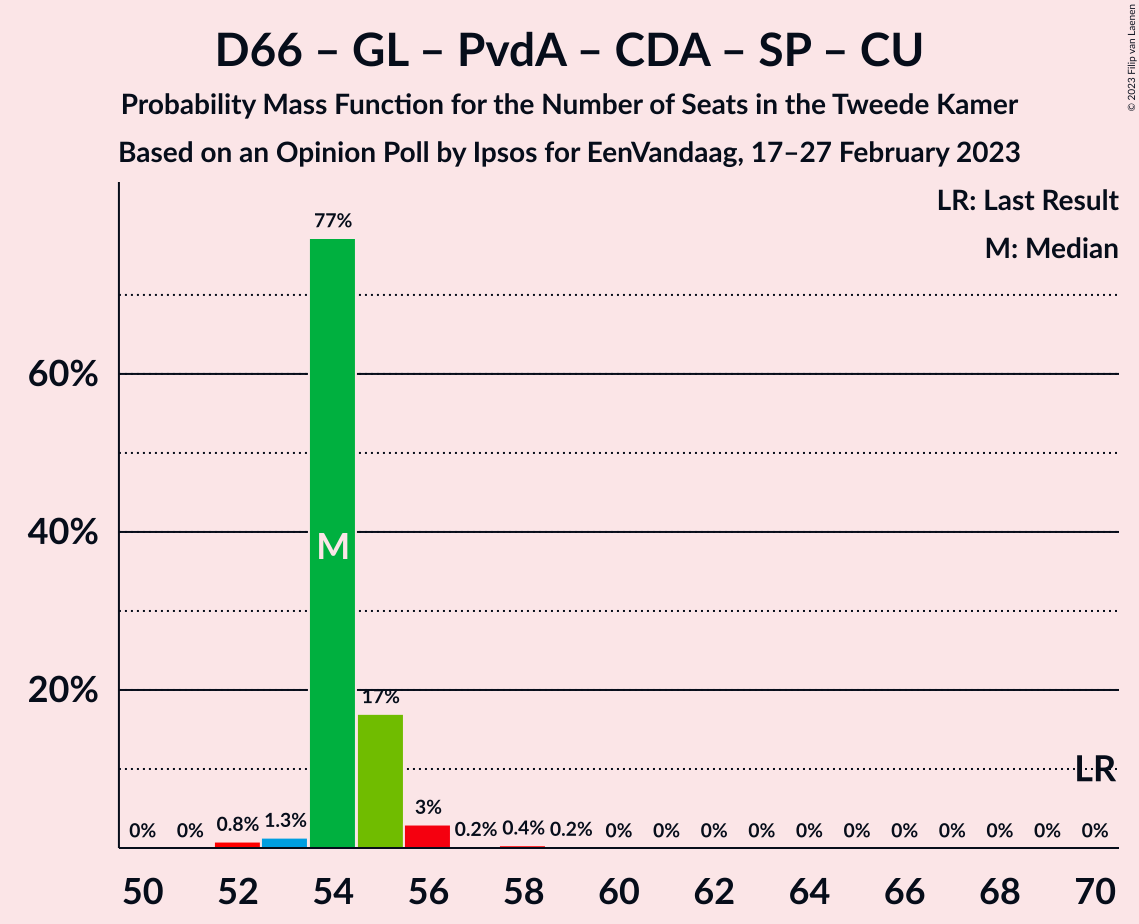 D66 – GL – PvdA – CDA – SP – CU
Probability Mass Function for the Number of Seats in the Tweede Kamer
Based on an Opinion Poll by Ipsos for EenVandaag, 17–27 February 2023
© 2023 Filip van Laenen
LR: Last Result
M: Median
77%
60%
40%
M
20%
17%
LR
0% 0% 0.8% 1.3% 3% 0.2% 0.4% 0.2% 0% 0% 0% 0% 0% 0% 0% 0% 0% 0% 0%
50 52 54 56 58 60 62 64 66 68 70